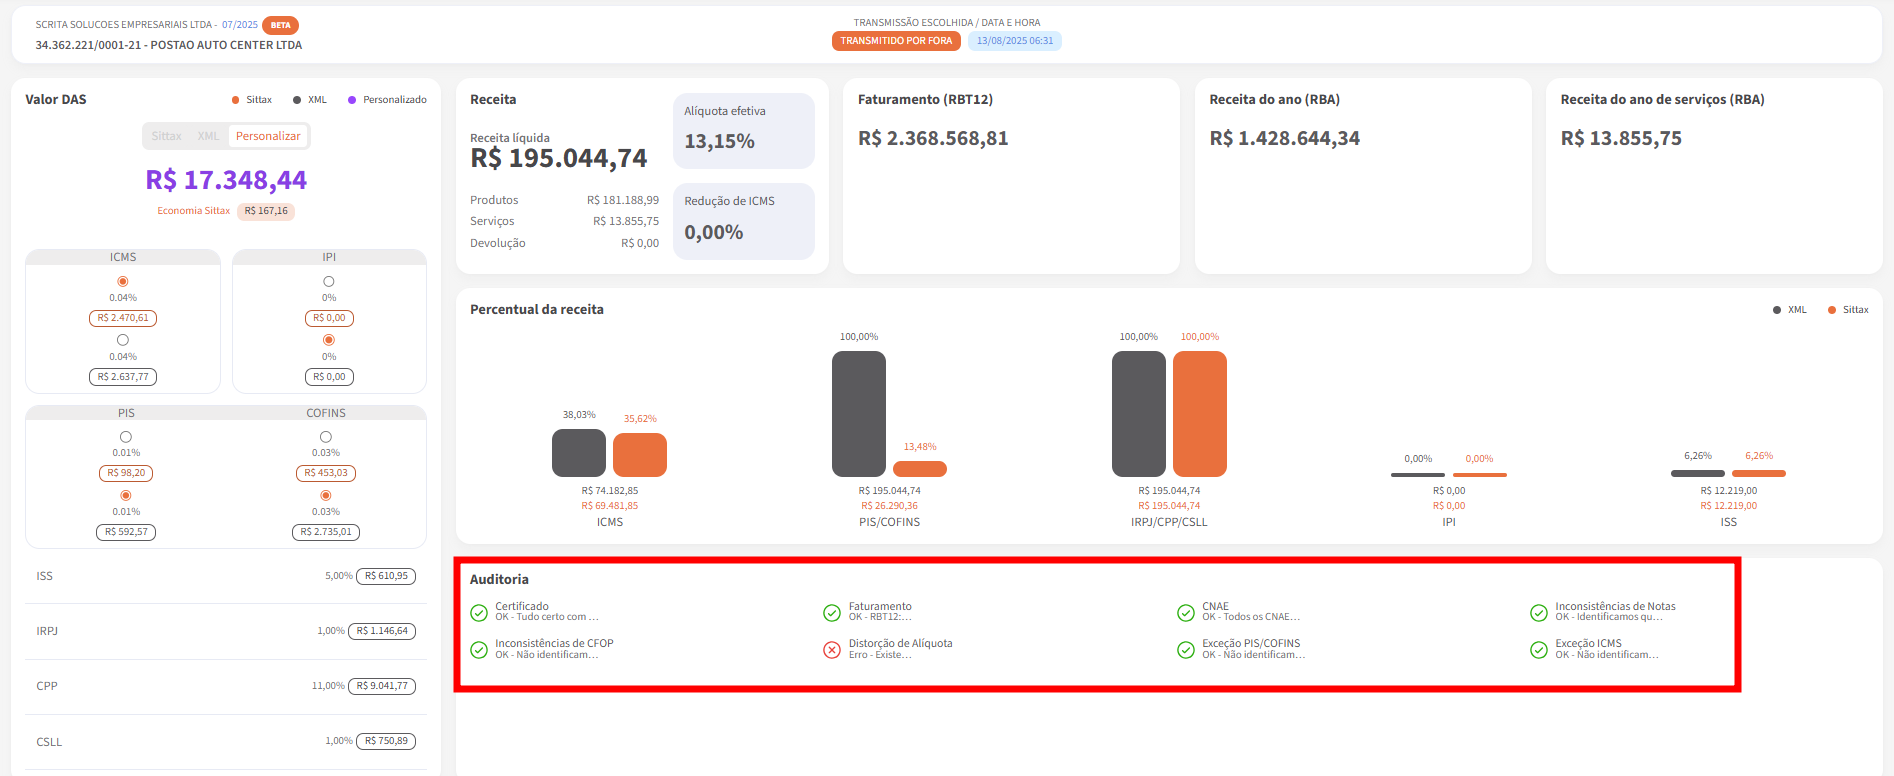 SCRITA SOLUCOES EMPRESARIAIS LTDA - 07/2025 BETA
34.362.221/0001-21 - POSTAO AUTO CENTER LTDA
TRANSMISSÃO ESCOLHIDA / DATA E HORA
TRANSMITIDO POR FORA 13/08/2025 06:31
Valor DAS
Sittax XML Personalizado
Sittax XML Personalizar
R$ 17.348,44
Economia Sittax R$ 167,16
ICMS
0.04%
R$ 2.470,61
0.04%
R$ 2.637,77
IPI
0%
R$ 0,00
0%
R$ 0,00
PIS
0.01%
R$ 98,20
0.01%
R$ 592,57
COFINS
0.03%
R$ 453,03
0.03%
R$ 2.735,01
ISS 5,00% R$ 610,95
IRPJ 1,00% R$ 1.146,64
CPP 11,00% R$ 9.041,77
CSLL 1,00% R$ 750,89
Receita
Receita líquida
R$ 195.044,74
Produtos R$ 181.188,99
Serviços R$ 13.855,75
Devolução R$ 0,00
Alíquota efetiva
13,15%
Redução de ICMS
0,00%
Faturamento (RBT12)
R$ 2.368.568,81
Receita do ano (RBA)
R$ 1.428.644,34
Receita do ano de serviços (RBA)
R$ 13.855,75
Percentual da receita
XML Sittax
38,03% 35,62%
R$ 74.182,85
R$ 69.481,85
ICMS
100,00% 13,48%
R$ 195.044,74
R$ 26.290,36
PIS/COFINS
100,00% 100,00%
R$ 195.044,74
R$ 195.044,74
IRPJ/CPP/CSLL
0,00% 0,00%
R$ 0,00
R$ 0,00
IPI
6,26% 6,26%
R$ 12.219,00
R$ 12.219,00
ISS
Auditoria
Certificado
OK - Tudo certo com ...
Faturamento
OK - RBT12:...
CNAE
OK - Todos os CNAE...
Inconsistências de Notas
OK - Identificamos qu...
Inconsistências de CFOP
OK - Não identificam...
Distorção de Alíquota
Erro - Existe...
Exceção PIS/COFINS
OK - Não identificam...
Exceção ICMS
OK - Não identificam...